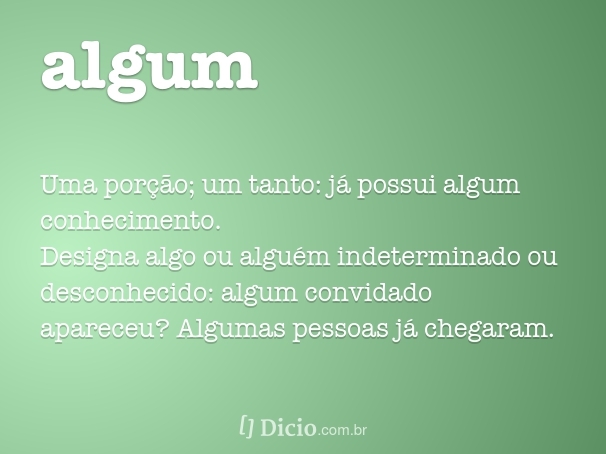 algum
Uma porção; um tanto: já possui algum
conhecimento.
Designa algo ou alguém indeterminado ou
desconhecido: algum convidado
apareceu? Algumas pessoas já chegaram.
[] Dicio.com.br